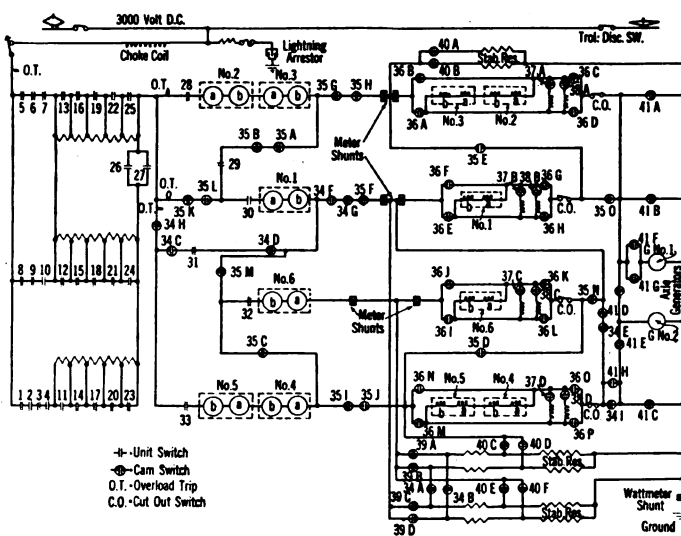 3000 Volt D.C.
Trol: Disc. SW.
Choke Coil
Lightning
Arrestor
O.T.
No.2 No.3
40 A
40 B
Stab Res.
36 B
37 A
36 C
38 A
36 A
36 D
No.3 No.2
C.O.
41 A
5 6 7 13 16 19 22 25
O.T.
28
a b a b
35 G 35 H
Meter
Shunts
35 B 35 A
29
26 27
35 E
No.1
36 F
37 B 38 B 36 G
O.T.
35 L
35 K
30
a b
34 F
35 F
34 G
b a
No.1
36 E
36 H
C.O.
35 O
41 B
O.T.
34 H
34 C
31
34 D
35 M
No.6
8 9 10 12 15 18 21 24
32
b a
Meter
Shunts
36 J
37 C
36 K
36 I
No.6
36 L
C.O.
35 N
41 D
34 E
41 E
41 F
G No.1
41 G
G No.2
Axle
Generators
35 C
35 D
41 H
No.5 No.4
1 2 3 4 11 14 17 20 23
33
b a b a
35 I 35 J
36 N
No.5 No.4
37 D
36 O
38 D
C.O.
34 I
41 C
36 M
36 P
39 A
39 B
40 C 40 D
Stab Res.
34 A
39 C
34 B
40 E 40 F
Stab Res.
39 D
Unit Switch
Cam Switch
O.T. - Overload Trip
C.O. - Cut Out Switch
Wattmeter
Shunt
Ground